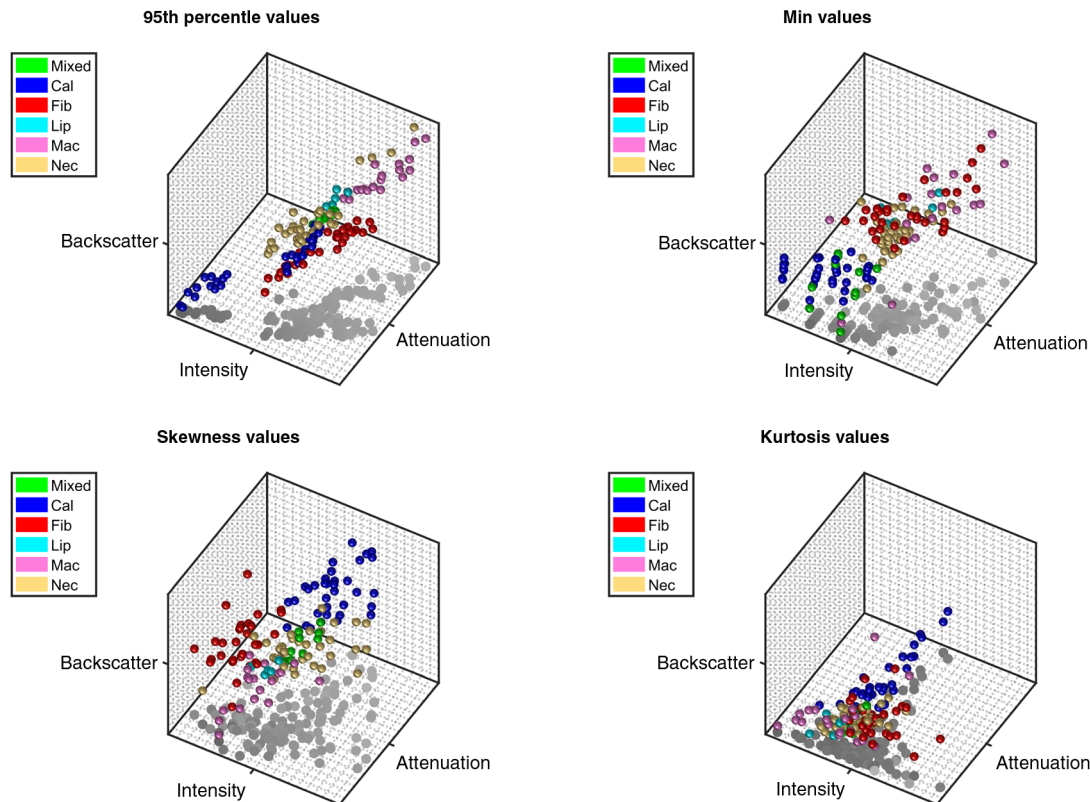 95th percentle values
Mixed
Cal
Fib
Lip
Mac
Nec
Backscatter
Intensity
Attenuation
Min values
Mixed
Cal
Fib
Lip
Mac
Nec
Backscatter
Intensity
Attenuation
Skewness values
Mixed
Cal
Fib
Lip
Mac
Nec
Backscatter
Intensity
Attenuation
Kurtosis values
Mixed
Cal
Fib
Lip
Mac
Nec
Backscatter
Intensity
Attenuation